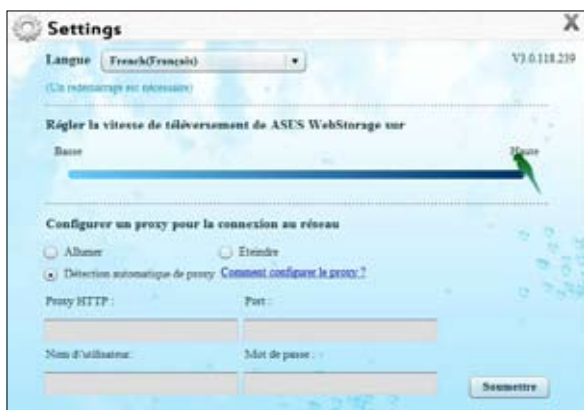 Settings
X
Langue French(Français) V3.0.118.239
(Un redémarrage est nécessaire)
Régler la vitesse de téléversement de ASUS WebStorage sur
Basse Haute
Configurer un proxy pour la connexion au réseau
Allumer Eteindre
Détection automatique de proxy Comment configurer le proxy ?
Proxy HTTP : Port :
Nom d'utilisateur: Mot de passe :
Soumettre